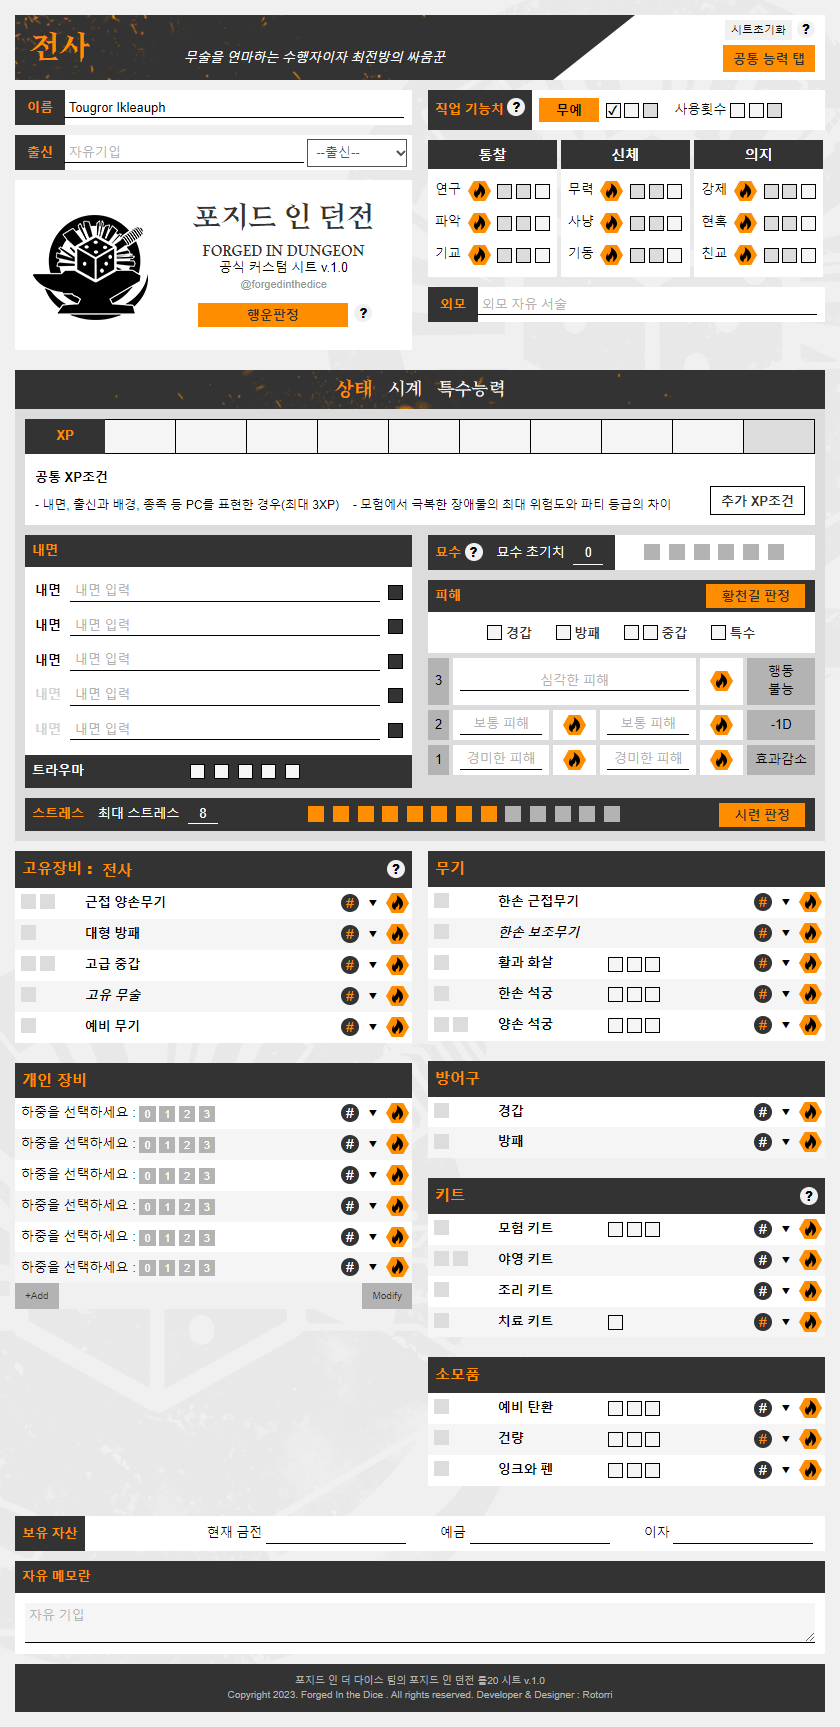 전사
무술을 연마하는 수행자이자 최전방의 싸움꾼
시트초기화 ?
공통 능력 탭
이름 Tougror Ikleauph
출신 자유기입 --출신--
포지드 인 던전
FORGED IN DUNGEON
공식 커스텀 시트 v.1.0
@forgedinthedice
행운판정 ?
직업 기능치 ? 무예 사용횟수
통찰 신체 의지
연구 무력 강제
파악 사냥 현혹
기교 기동 친교
외모 외모 자유 서술
상태 시계 특수능력
XP
공통 XP조건
- 내면, 출신과 배경, 종족 등 PC를 표현한 경우(최대 3XP) - 모험에서 극복한 장애물의 최대 위험도와 파티 등급의 차이
추가 XP조건
내면
내면 내면 입력
내면 내면 입력
내면 내면 입력
내면 내면 입력
내면 내면 입력
트라우마
묘수 ? 묘수 초기치 0
피해 황천길 판정
경갑 방패 중갑 특수
3 심각한 피해 행동 불능
2 보통 피해 보통 피해 -1D
1 경미한 피해 경미한 피해 효과감소
스트레스 최대 스트레스 8 시련 판정
고유장비 : 전사 ?
근접 양손무기 #
대형 방패 #
고급 중갑 #
고유 무술 #
예비 무기 #
개인 장비
하중을 선택하세요 : 0 1 2 3 #
하중을 선택하세요 : 0 1 2 3 #
하중을 선택하세요 : 0 1 2 3 #
하중을 선택하세요 : 0 1 2 3 #
하중을 선택하세요 : 0 1 2 3 #
하중을 선택하세요 : 0 1 2 3 #
+Add Modify
무기
한손 근접무기 #
한손 보조무기 #
활과 화살 #
한손 석궁 #
양손 석궁 #
방어구
경갑 #
방패 #
키트 ?
모험 키트 #
야영 키트 #
조리 키트 #
치료 키트 #
소모품
예비 탄환 #
건량 #
잉크와 펜 #
보유 자산 현재 금전 예금 이자
자유 메모란
자유 기입
포지드 인 더 다이스 팀의 포지드 인 던전 롤20 시트 v.1.0
Copyright 2023. Forged In the Dice . All rights reserved. Developer & Designer : Rotorri